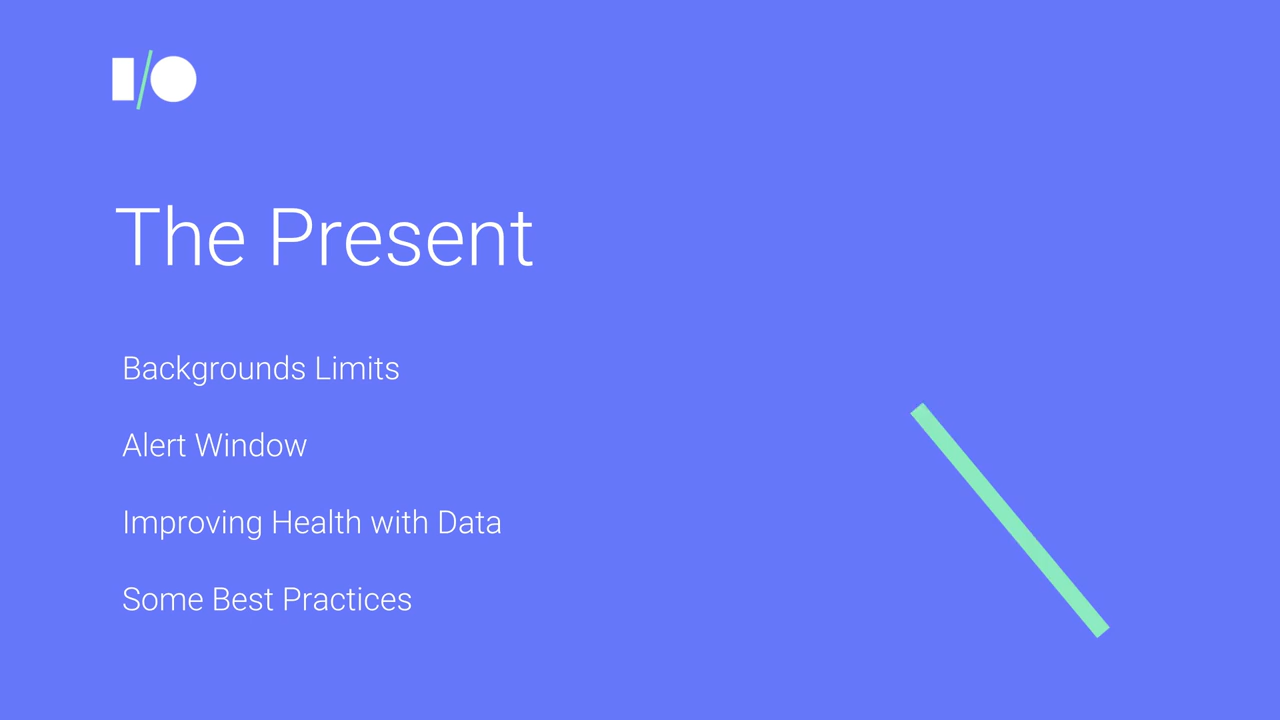 I/O
The Present
Backgrounds Limits
Alert Window
Improving Health with Data
Some Best Practices